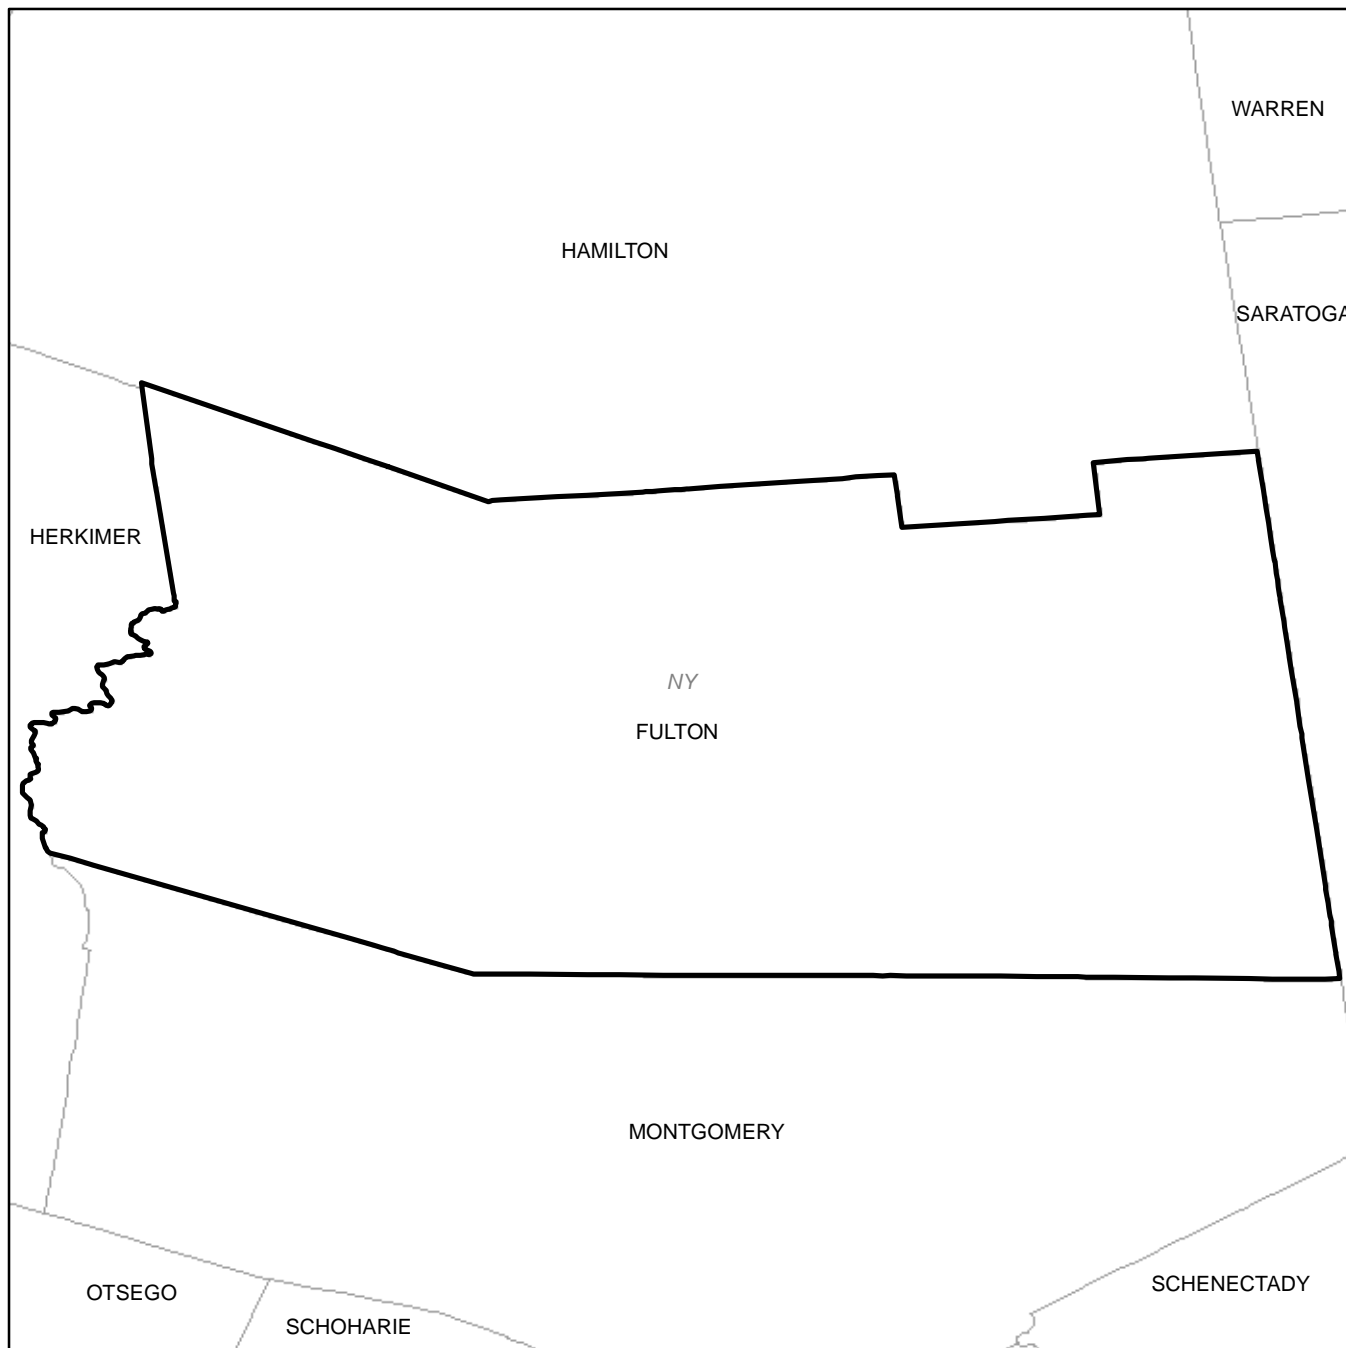 WARREN
HAMILTON
SARATOGA
HERKIMER
NY
FULTON
MONTGOMERY
SCHENECTADY
OTSEGO
SCHOHARIE